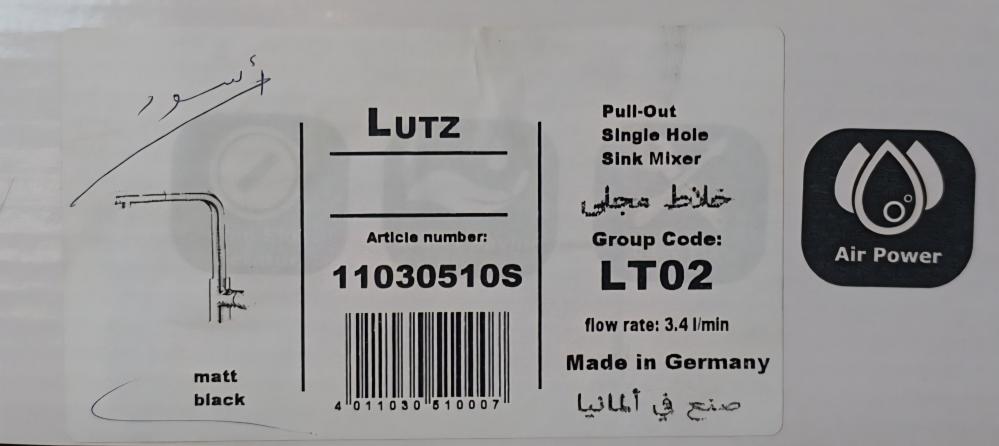 أسود
matt
black
LUTZ
Article number:
11030510S
4 011030 510007
Pull-Out
Single Hole
Sink Mixer
خلاط مجلى
Group Code:
LT02
flow rate: 3.4 l/min
Made in Germany
صنع في ألمانيا
Air Power